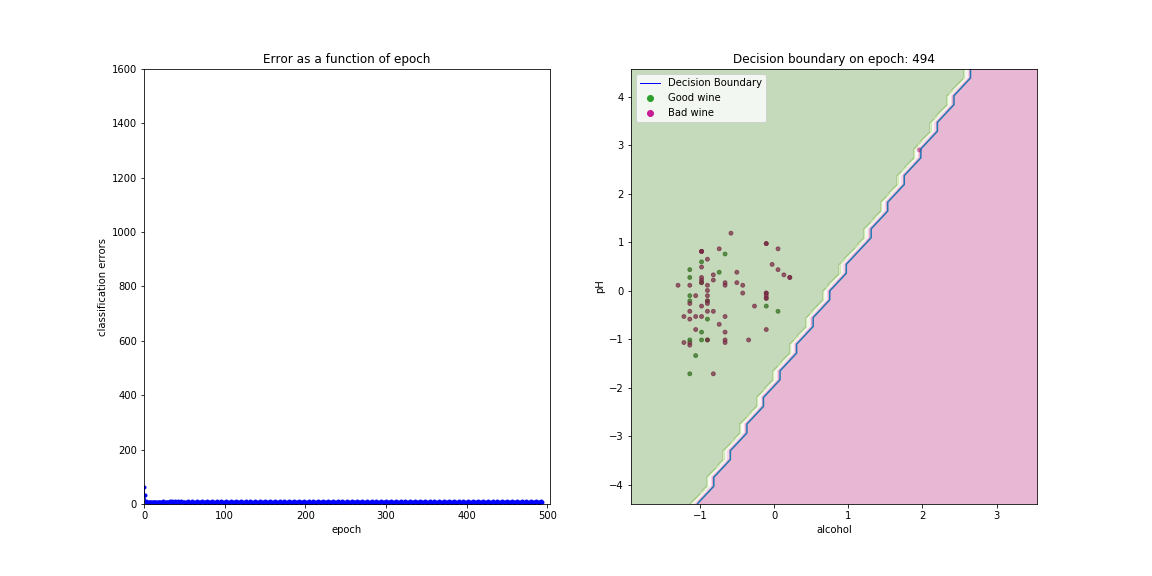 Error as a function of epoch
1600
1400
1200
1000
800
600
400
200
0
classification errors
0 100 200 300 400 500
epoch
Decision boundary on epoch: 494
Decision Boundary
Good wine
Bad wine
4
3
2
1
0
−1
−2
−3
−4
pH
−1 0 1 2 3
alcohol